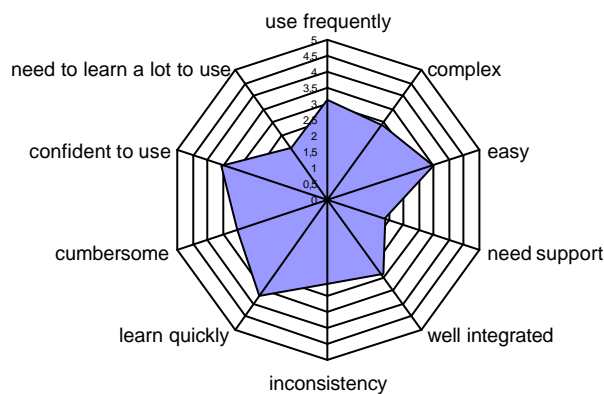 use frequently
need to learn a lot to use
complex
confident to use
easy
cumbersome
need support
learn quickly
well integrated
inconsistency
5
4,5
4
3,5
3
2,5
2
1,5
1
0,5
0